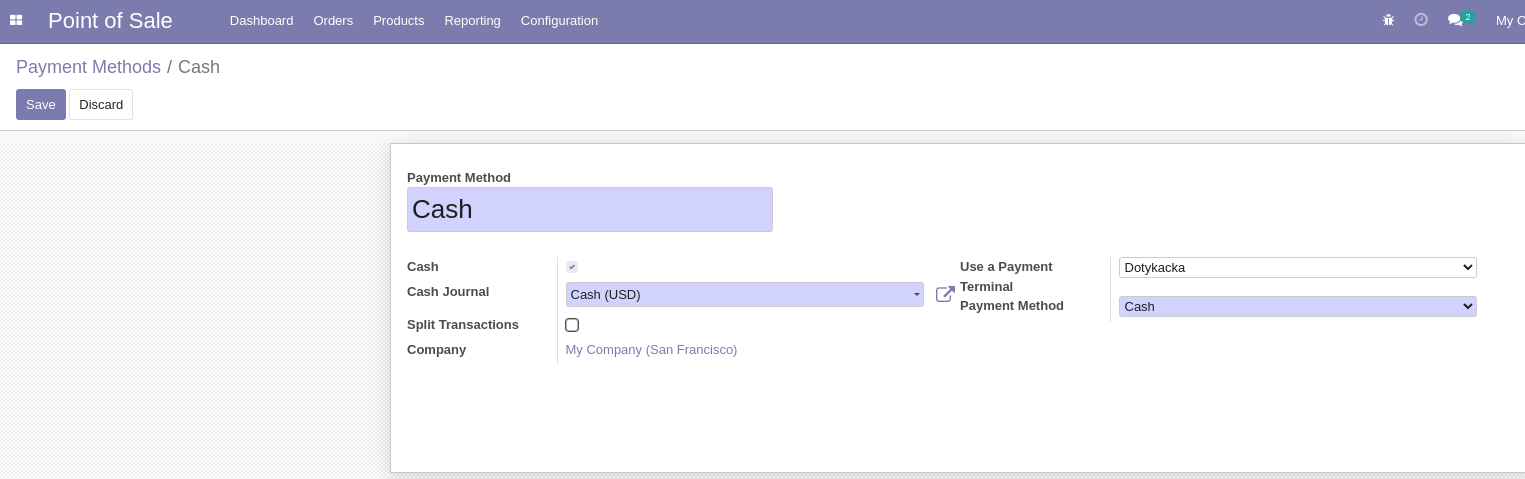 Point of Sale Dashboard Orders Products Reporting Configuration 2 My C
Payment Methods / Cash
Save Discard
Payment Method
Cash
Cash
Cash Journal Cash (USD)
Split Transactions
Company My Company (San Francisco)
Use a Payment Terminal Dotykacka
Payment Method Cash